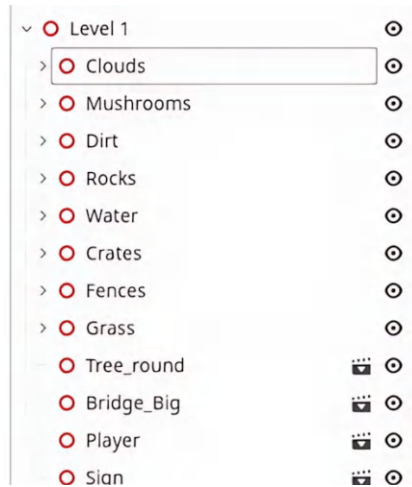 Level 1
Clouds
Mushrooms
Dirt
Rocks
Water
Crates
Fences
Grass
Tree_round
Bridge_Big
Player
Sign